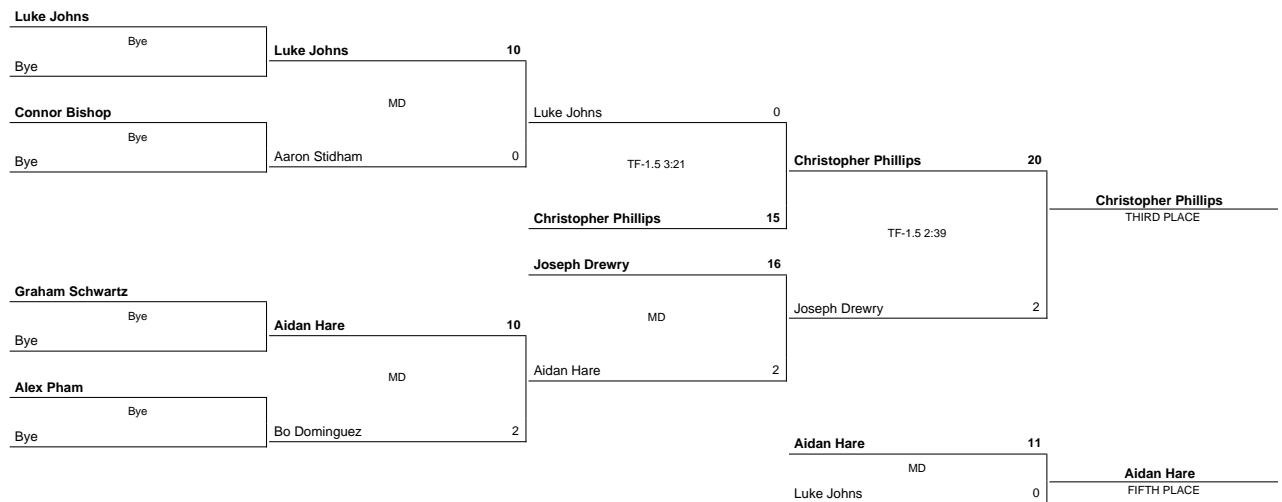 Luke Johns
Bye
Bye
Luke Johns 10
MD
Connor Bishop
Bye
Bye
Aaron Stidham 0
Luke Johns 0
TF-1.5 3:21
Christopher Phillips 15
Christopher Phillips 20
TF-1.5 2:39
Christopher Phillips
THIRD PLACE
Joseph Drewry 16
MD
Joseph Drewry 2
Graham Schwartz
Bye
Bye
Aidan Hare 10
MD
Aidan Hare 2
Alex Pham
Bye
Bye
Bo Dominguez 2
Aidan Hare 11
MD
Luke Johns 0
Aidan Hare
FIFTH PLACE